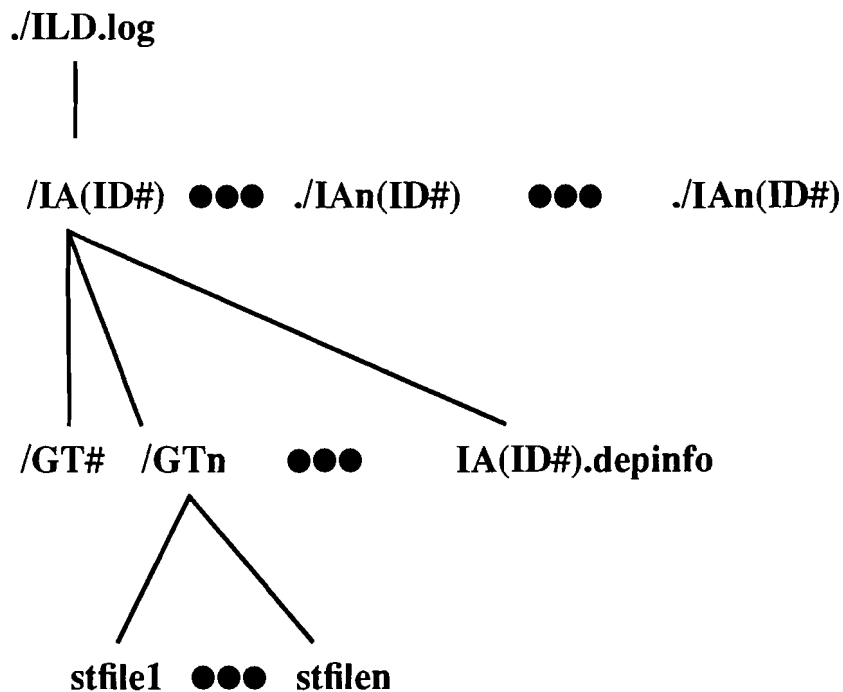 ./ILD.log
/IA(ID#) ●●● ./IAn(ID#) ●●● ./IAn(ID#)
/GT# /GTn ●●● IA(ID#).depinfo
stfile1 ●●● stfilen